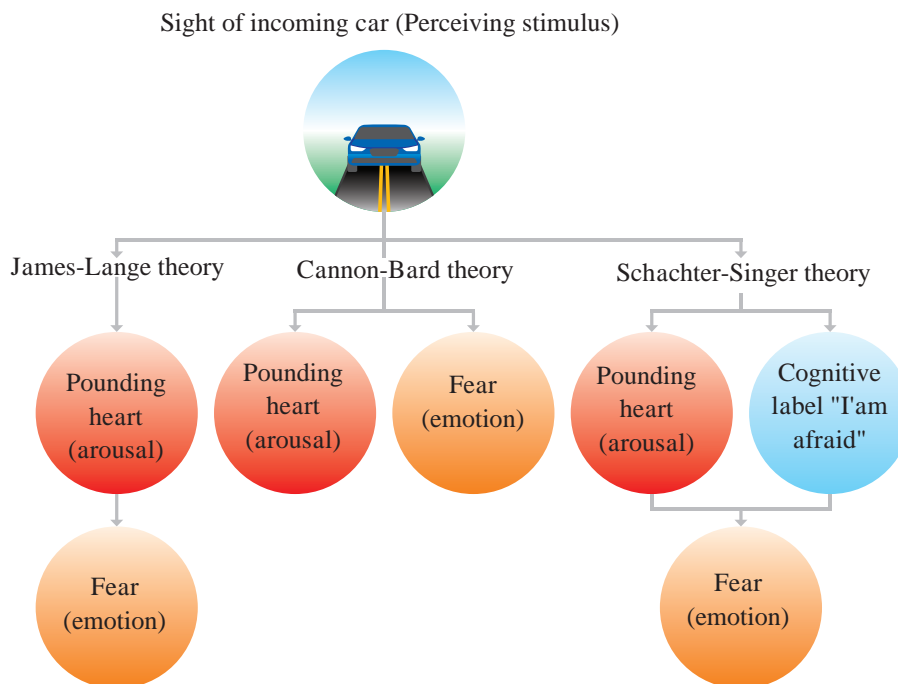 Sight of incoming car (Perceiving stimulus)
James-Lange theory
Cannon-Bard theory
Schachter-Singer theory
Pounding
heart
(arousal)
Pounding
heart
(arousal)
Fear
(emotion)
Pounding
heart
(arousal)
Cognitive
label "I'am
afraid"
Fear
(emotion)
Fear
(emotion)